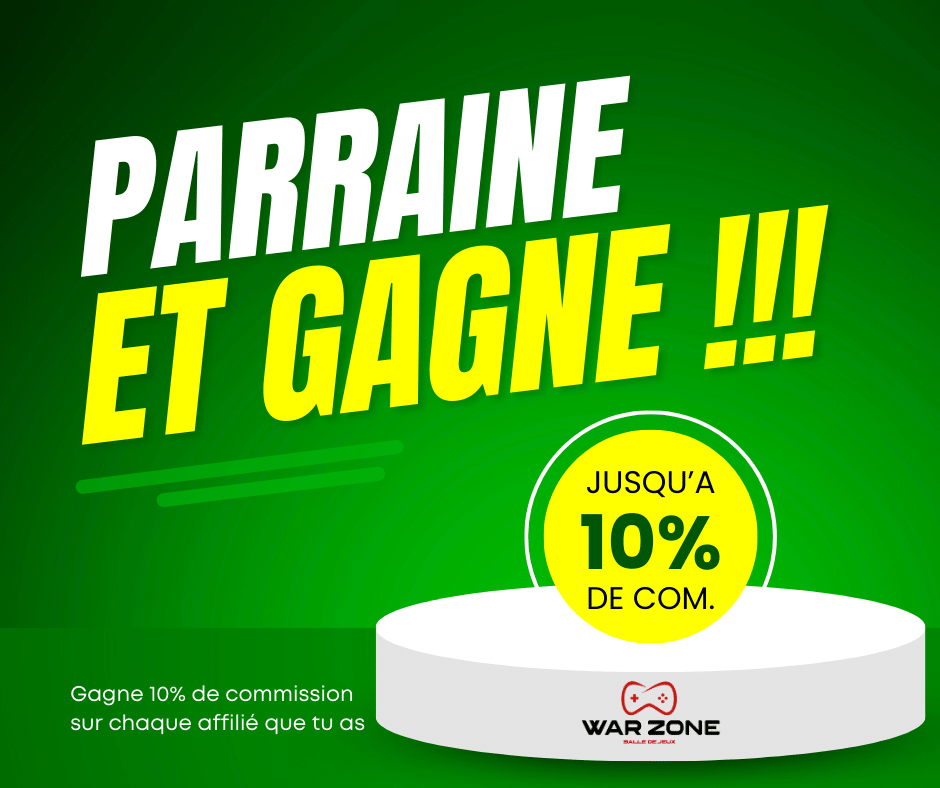 PARRAINE
ET GAGNE !!!
JUSQU’A
10%
DE COM.
Gagne 10% de commission
sur chaque affilié que tu as
WAR ZONE
SALLE DE JEUX